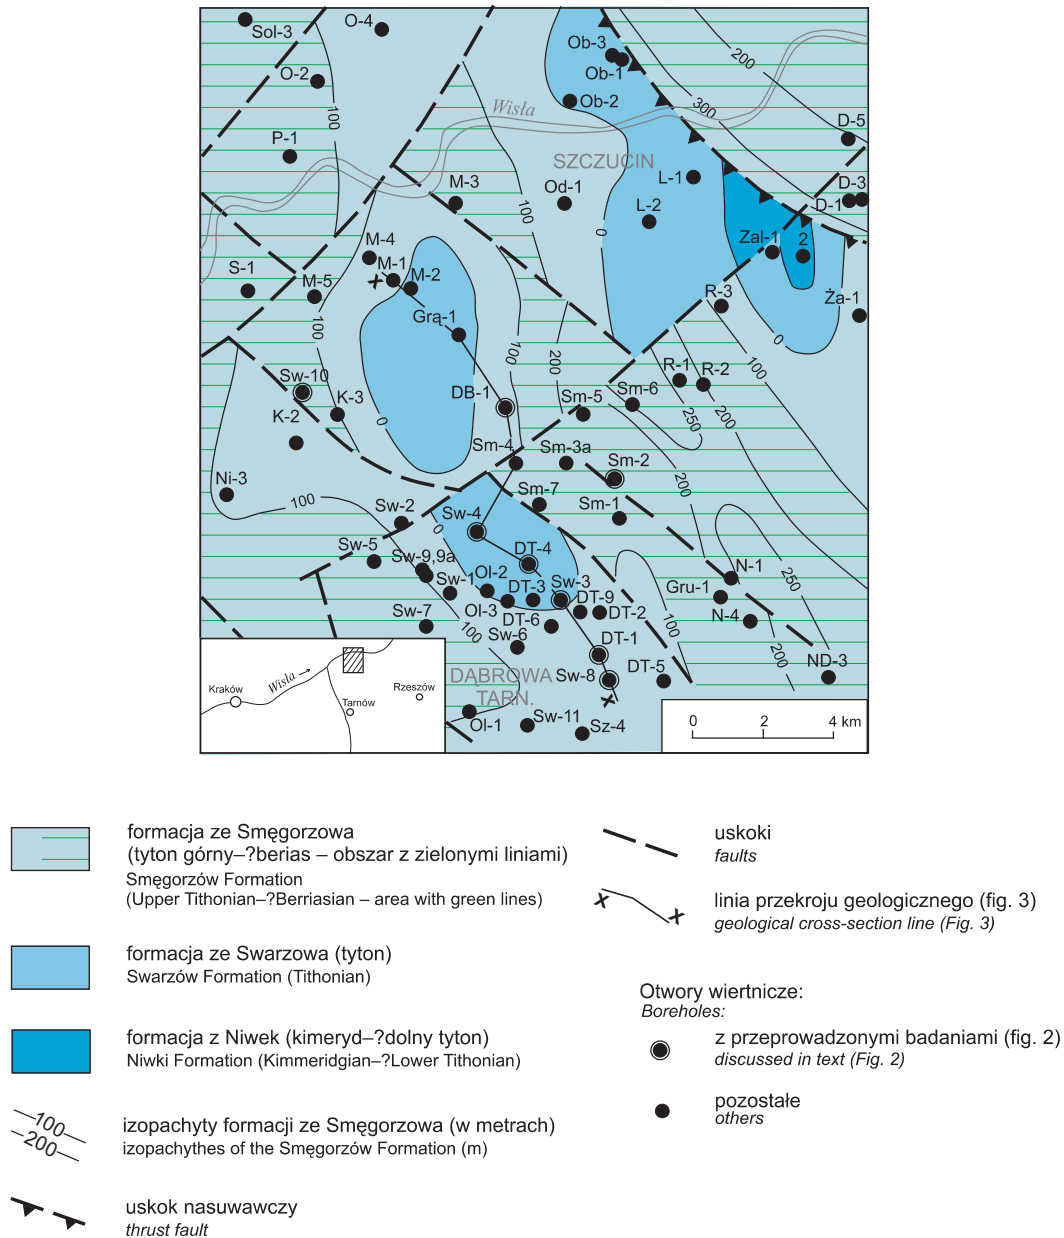 Sol-3
O-4
Ob-3
Ob-1
Ob-2
O-2
200
300
100
Wisła
D-5
P-1
SZCZUCIN
M-3
Od-1
L-1
D-3
D-1
100
L-2
0
M-4
Zal-1
2
M-1
M-2
S-1
M-5
R-3
Ża-1
Grą-1
100
0
100
200
100
R-1
R-2
Sw-10
K-3
DB-1
Sm-5
Sm-6
K-2
0
250
200
Sm-4
Sm-3a
Sm-2
Ni-3
200
100
Sm-7
Sm-1
Sw-2
Sw-4
0
Sw-5
DT-4
Sw-9,9a
Ol-2
N-1
250
Sw-1
DT-3
Sw-3
Gru-1
DT-9
Ol-3
DT-6
DT-2
N-4
Sw-7
100
Sw-6
DT-1
100
200
ND-3
DĄBROWA
TARN.
Sw-8
DT-5
Ol-1
Sw-11
Sz-4
Wisła →
Kraków
Tarnów
Rzeszów
0 2 4 km
formacja ze Smęgorzowa
(tyton górny–?berias – obszar z zielonymi liniami)
Smęgorzów Formation
(Upper Tithonian–?Berriasian – area with green lines)
formacja ze Swarzowa (tyton)
Swarzów Formation (Tithonian)
formacja z Niwek (kimeryd–?dolny tyton)
Niwki Formation (Kimmeridgian–?Lower Tithonian)
100
200
izopachyty formacji ze Smęgorzowa (w metrach)
izopachythes of the Smęgorzów Formation (m)
uskok nasuwawczy
thrust fault
uskoki
faults
linia przekroju geologicznego (fig. 3)
geological cross-section line (Fig. 3)
Otwory wiertnicze:
Boreholes:
z przeprowadzonymi badaniami (fig. 2)
discussed in text (Fig. 2)
pozostałe
others